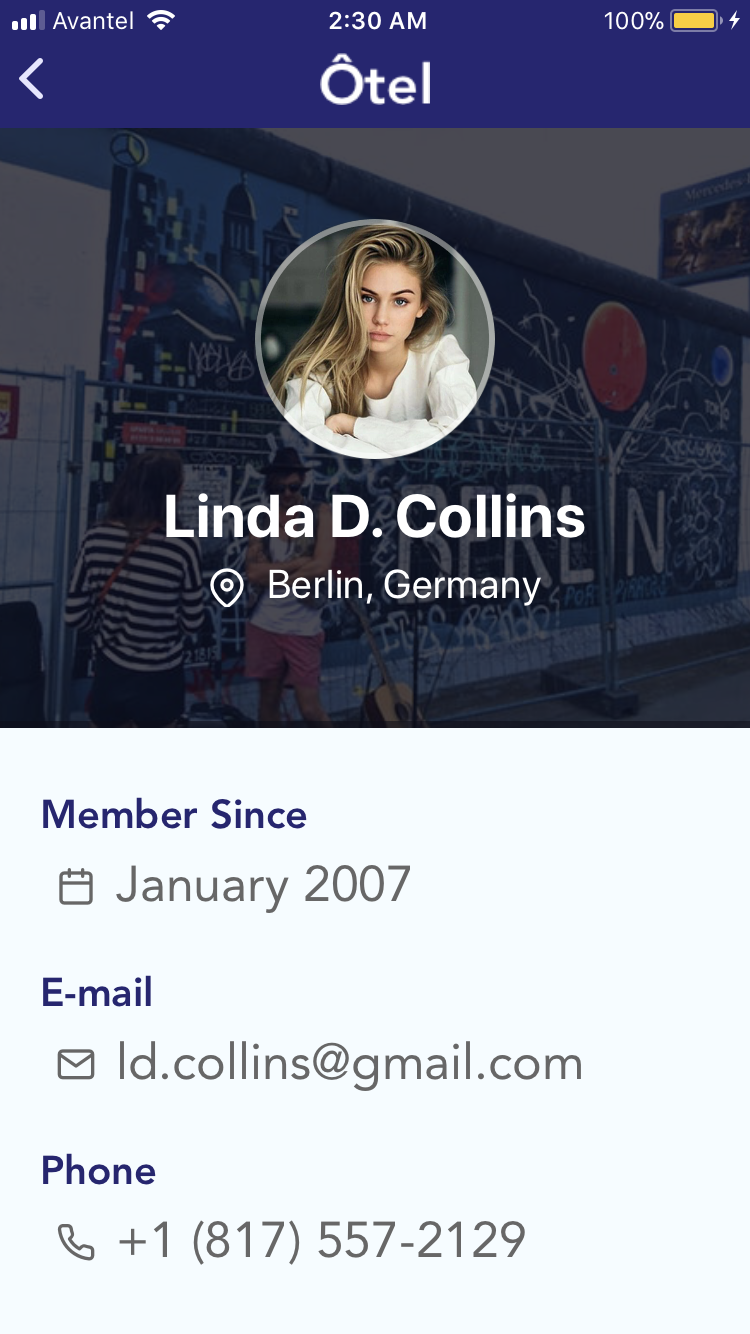 Avantel 2:30 AM 100%
Ôtel
Mercedes
BERLIN
Linda D. Collins
Berlin, Germany
Member Since
January 2007
E-mail
ld.collins@gmail.com
Phone
+1 (817) 557-2129